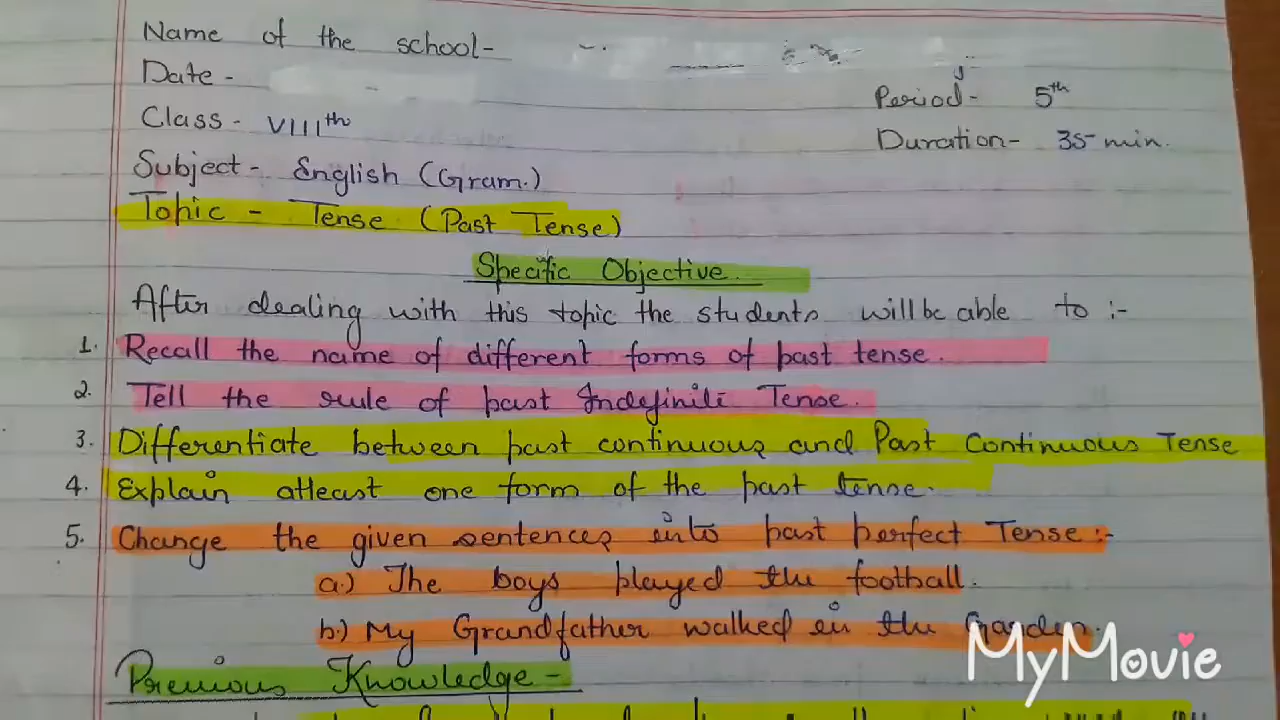 Name of the school-
Date -
Period- 5th
Class - VIIIth
Duration- 35 min.
Subject- English (Gram.)
Topic - Tense (Past Tense)
Specific Objective
After dealing with this topic the students will be able to :-
1. Recall the name of different forms of past tense.
2. Tell the rule of past Indefinite Tense.
3. Differentiate between past continuous and Past Continuous Tense
4. Explain atleast one form of the past tense.
5. Change the given sentences into past perfect Tense:-
a.) The boys played the football.
b.) My Grandfather walked in the Garden.
MyMovie
Previous Knowledge-